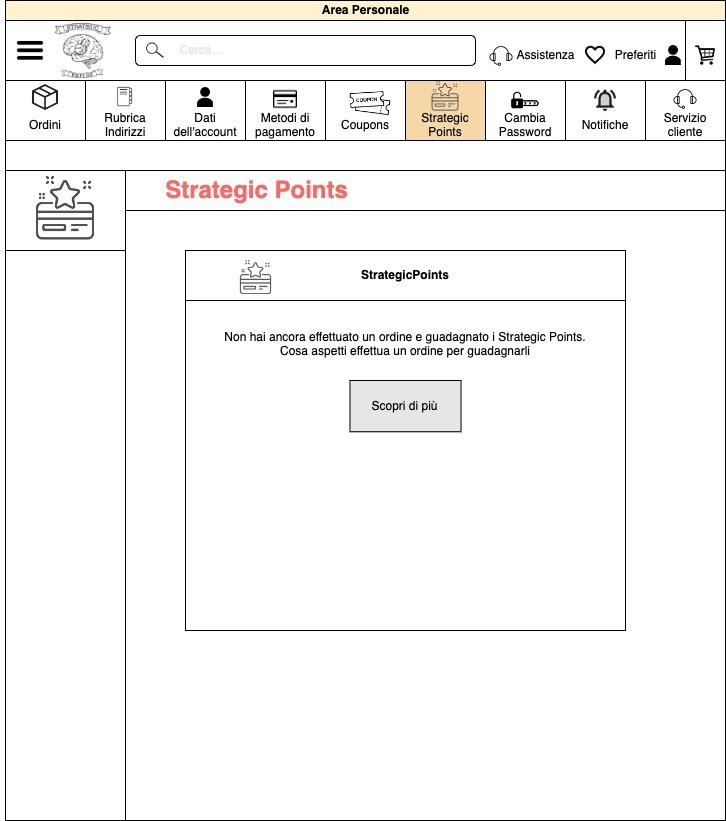 Area Personale
STRATEGIC
EMPIRE
Cerca...
Assistenza
Preferiti
Ordini
Rubrica
Indirizzi
Dati
dell'account
Metodi di
pagamento
COUPON
Coupons
Strategic
Points
Cambia
Password
Notifiche
Servizio
cliente
Strategic Points
StrategicPoints
Non hai ancora effettuato un ordine e guadagnato i Strategic Points.
Cosa aspetti effettua un ordine per guadagnarli
Scopri di più